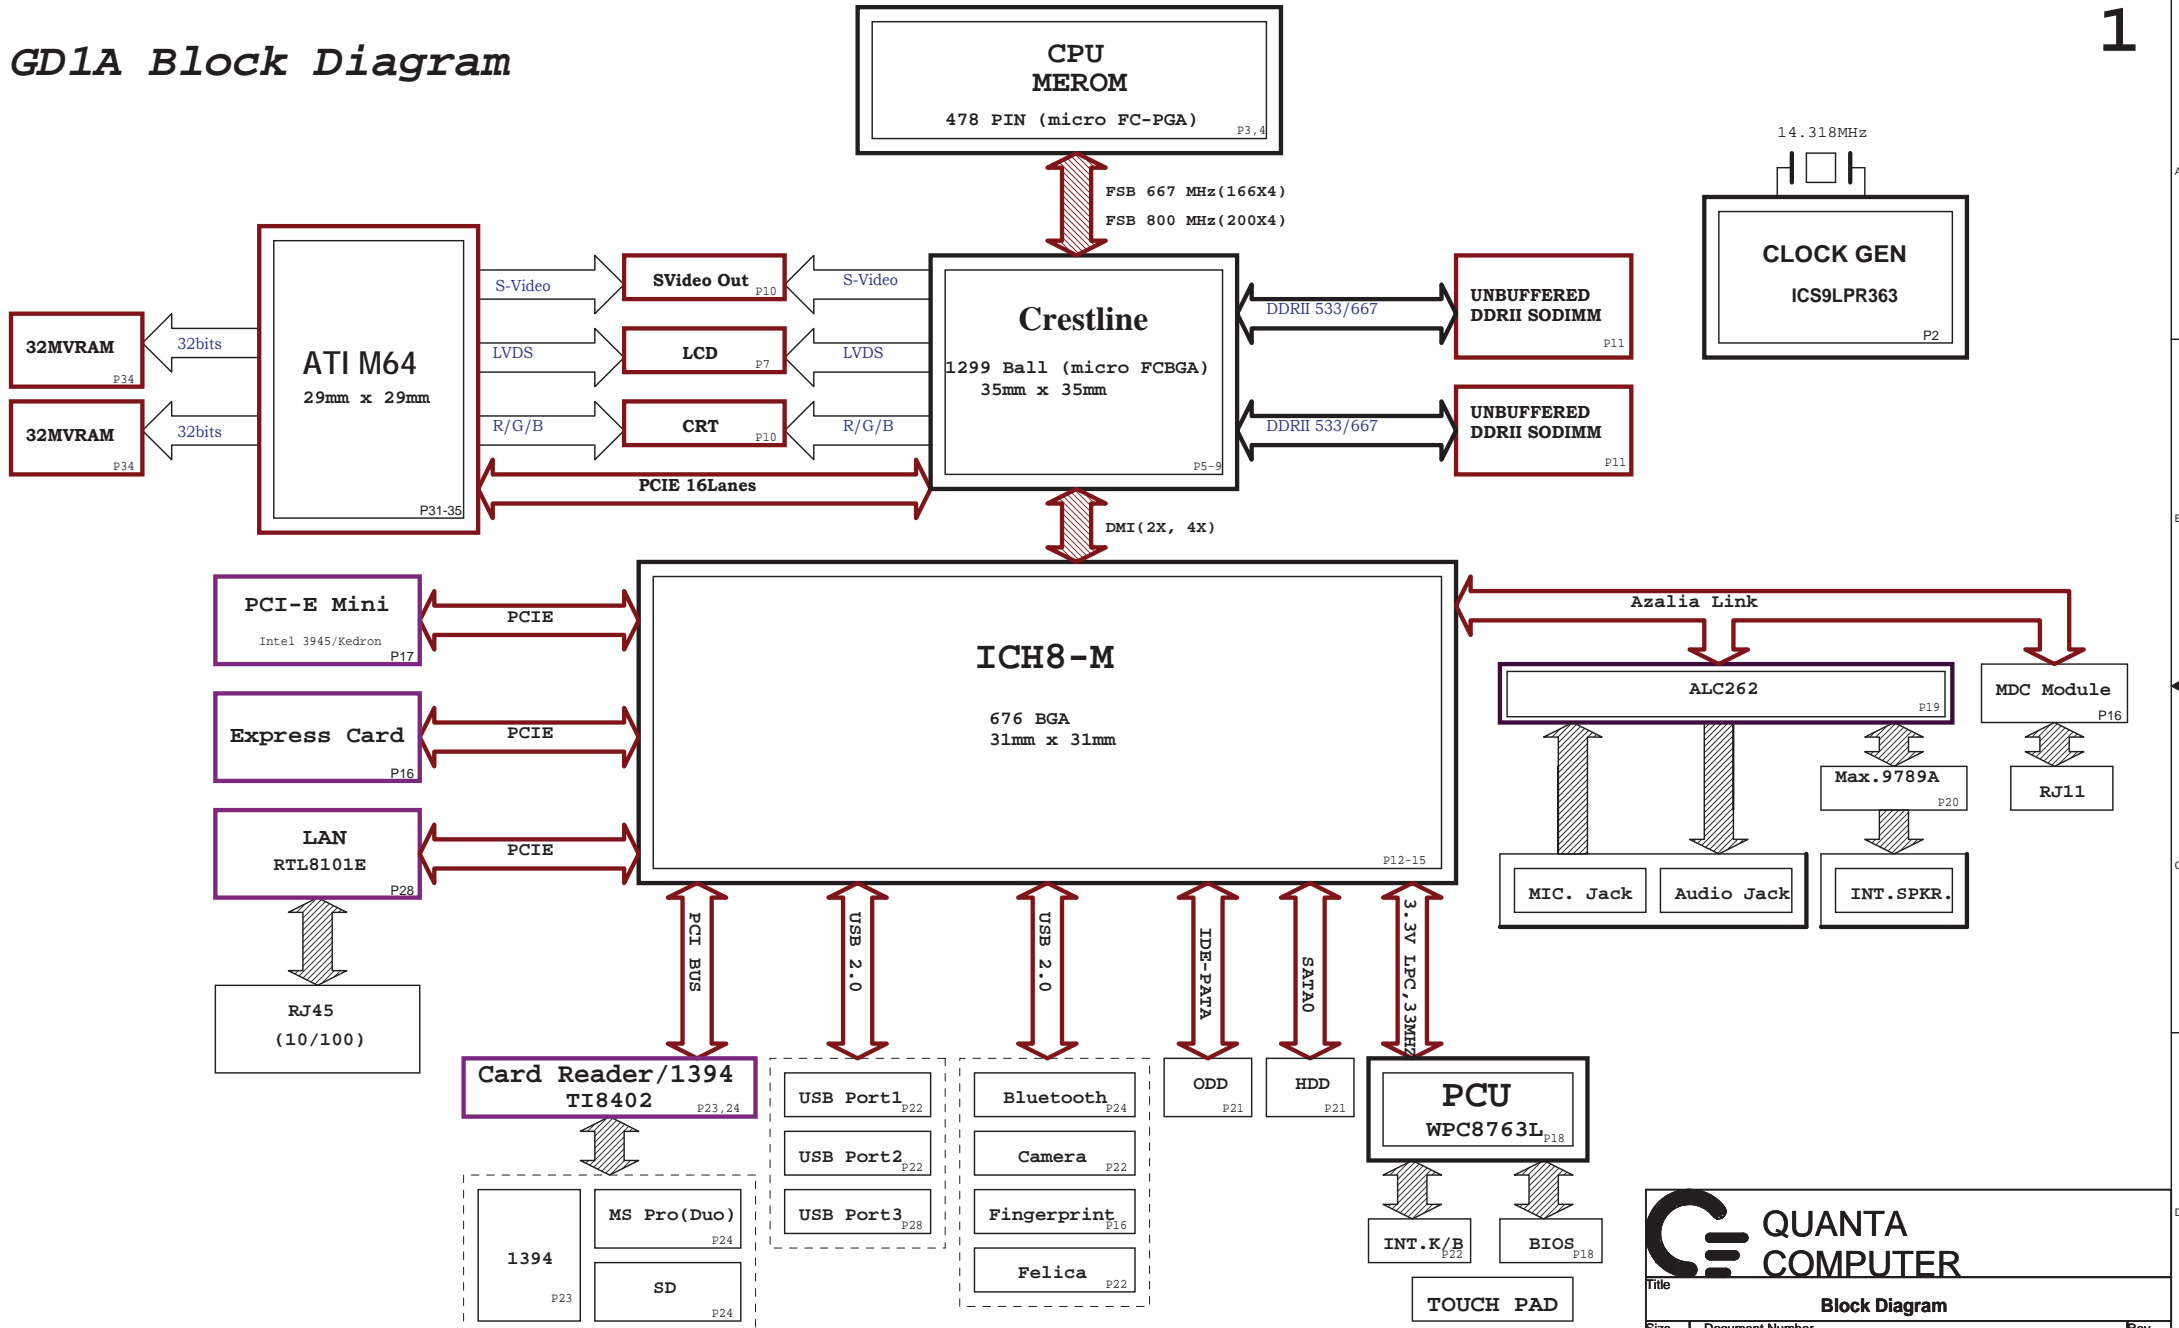 GD1A Block Diagram
1
CPU
MEROM
478 PIN (micro FC-PGA)
P3,4
14.318MHz
FSB 667 MHz(166X4)
FSB 800 MHz(200X4)
CLOCK GEN
ICS9LPR363
P2
ATI M64
29mm x 29mm
P31-35
32MVRAM
P34
32bits
32MVRAM
P34
32bits
S-Video
SVideo Out
P10
S-Video
LVDS
LCD
P7
LVDS
R/G/B
CRT
P10
R/G/B
PCIE 16Lanes
Crestline
1299 Ball (micro FCBGA)
35mm x 35mm
P5-9
DDRII 533/667
UNBUFFERED
DDRII SODIMM
P11
DDRII 533/667
UNBUFFERED
DDRII SODIMM
P11
DMI(2X, 4X)
PCI-E Mini
Intel 3945/Kedron
P17
PCIE
Express Card
P16
PCIE
LAN
RTL8101E
P28
PCIE
RJ45
(10/100)
ICH8-M
676 BGA
31mm x 31mm
P12-15
Azalia Link
ALC262
P19
MDC Module
P16
Max.9789A
P20
RJ11
MIC. Jack
Audio Jack
INT.SPKR.
PCI BUS
USB 2.0
USB 2.0
IDE-PATA
SATA0
3.3V LPC,33MHZ
Card Reader/1394
TI8402
P23,24
1394
P23
MS Pro(Duo)
P24
SD
P24
USB Port1
P22
USB Port2
P22
USB Port3
P28
Bluetooth
P24
Camera
P22
Fingerprint
P16
Felica
P22
ODD
P21
HDD
P21
PCU
WPC8763L
P18
INT.K/B
P22
BIOS
P18
TOUCH PAD
QUANTA
COMPUTER
Title
Block Diagram
Size
Document Number
Rev
A
B
C
D